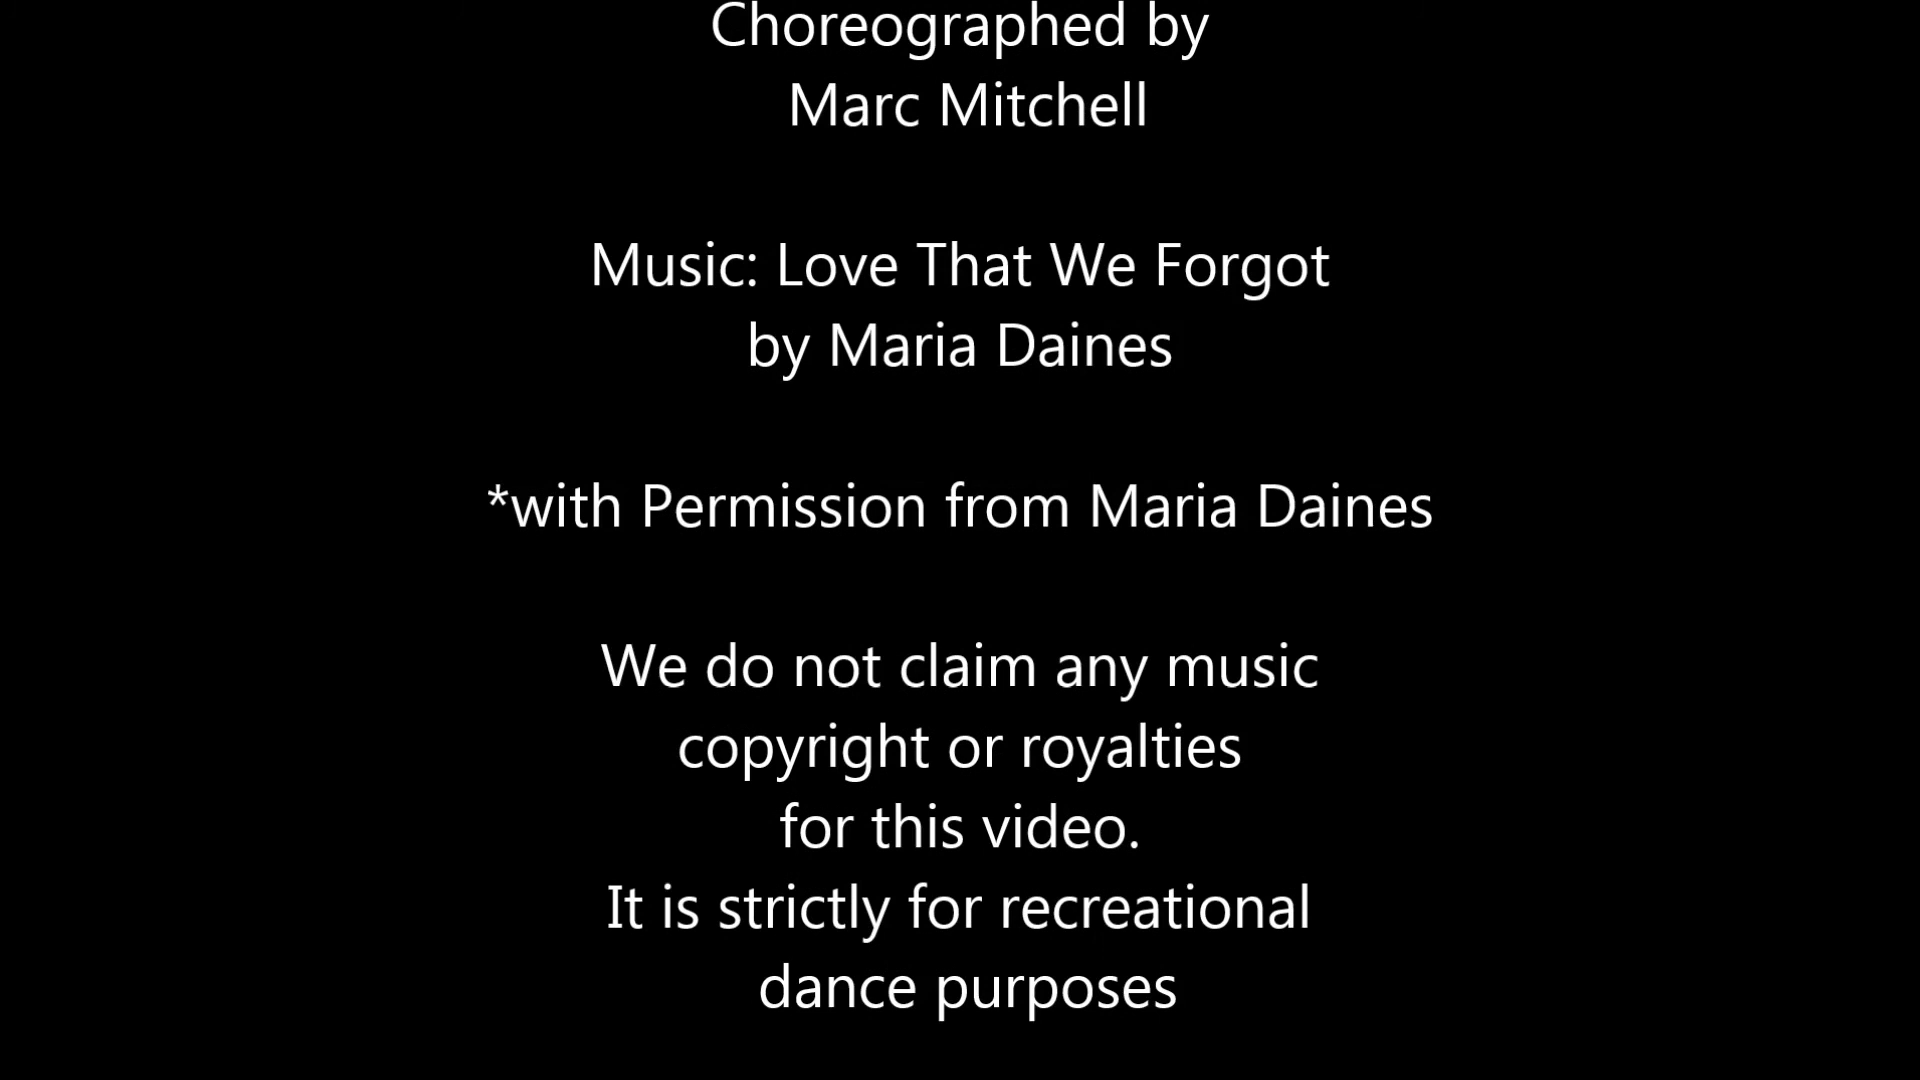 Choreographed by
Marc Mitchell
Music: Love That We Forgot
by Maria Daines
*with Permission from Maria Daines
We do not claim any music
copyright or royalties
for this video.
It is strictly for recreational
dance purposes